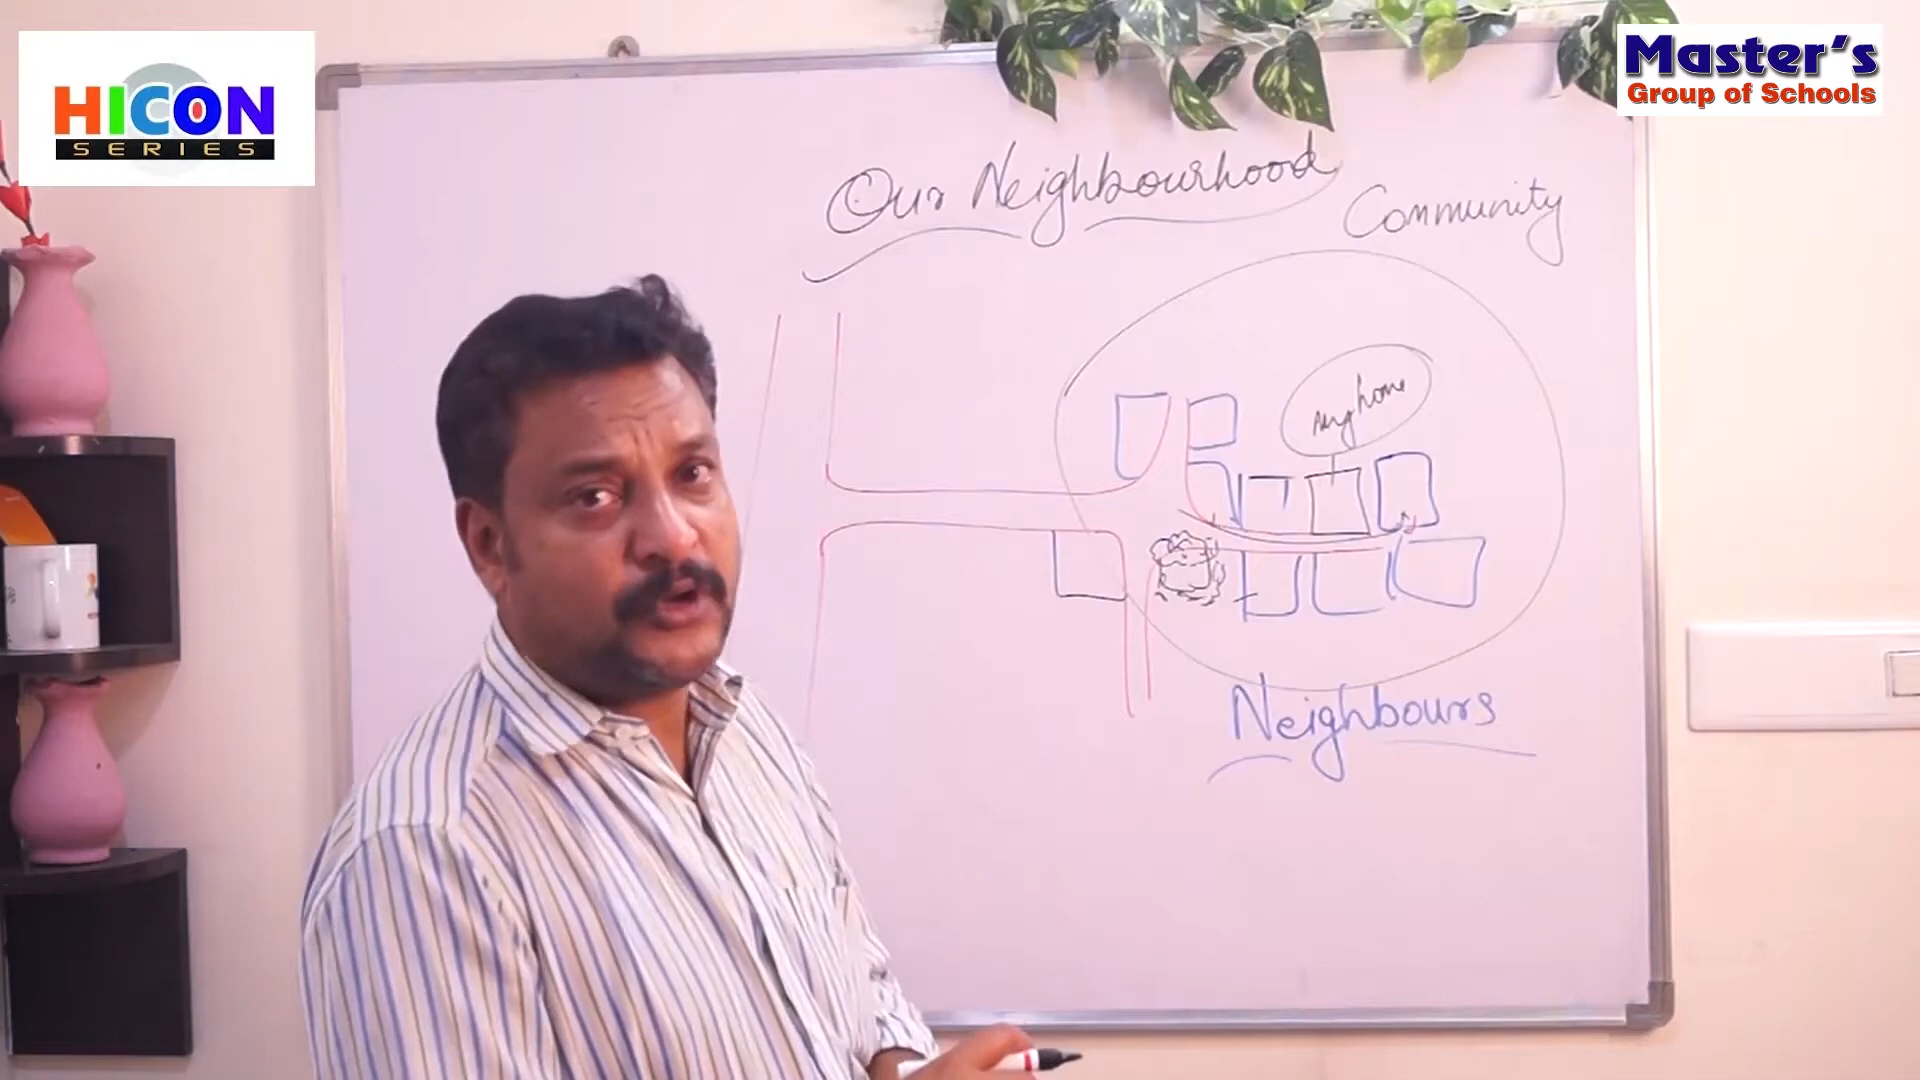 HICON
SERIES
Master's
Group of Schools
Our Neighbourhood
Community
my home
Neighbours